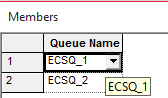 Members
Queue Name
1 ECSQ_1
2 ECSQ_2
ECSQ_1